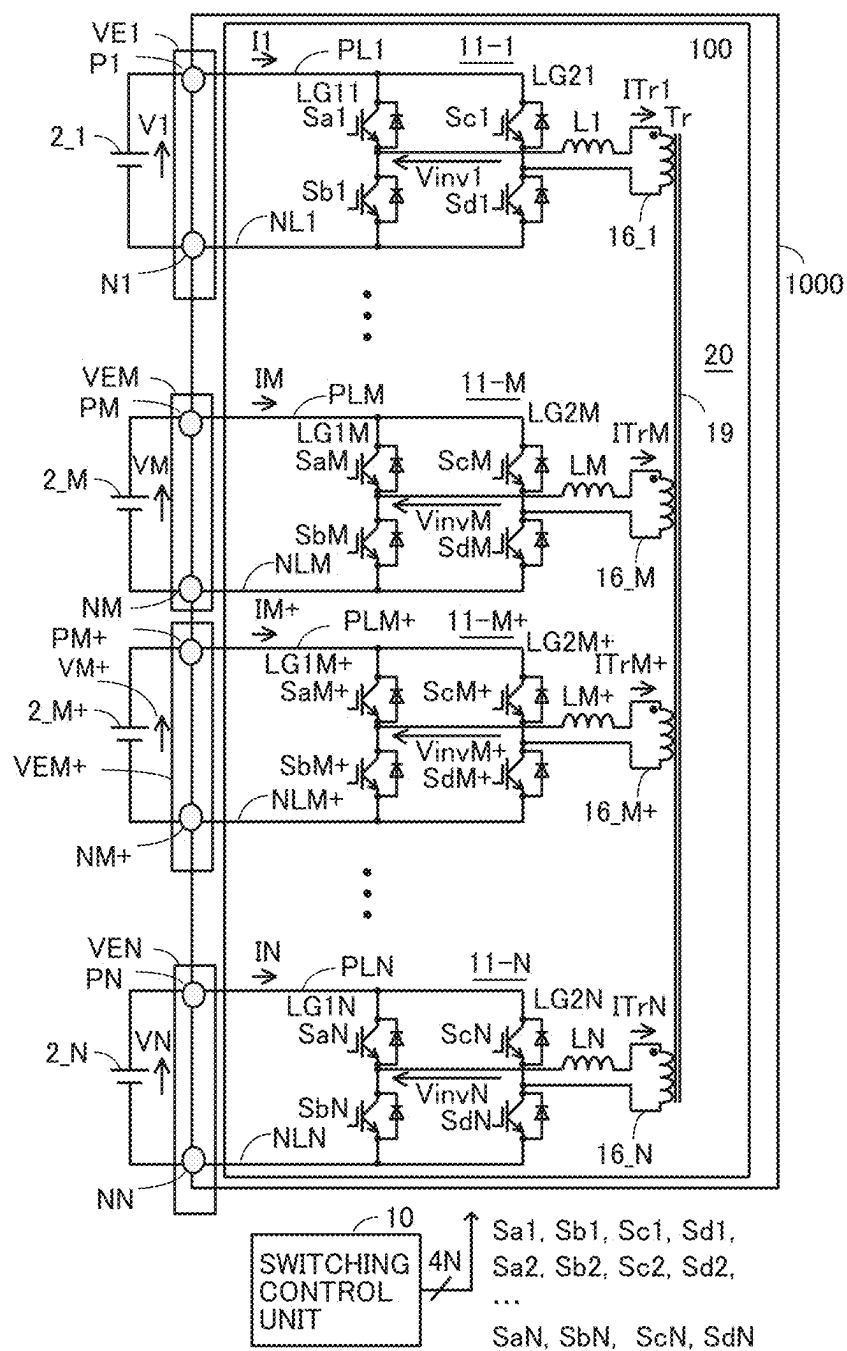 VE1
P1
I1
PL1
11-1
100
LG11
LG21
ITr1
Tr
Sa1
Sc1
L1
2_1
V1
Vinv1
Sb1
Sd1
NL1
16_1
N1
1000
VEM
PM
IM
PLM
11-M
20
LG1M
LG2M
ITrM
19
SaM
ScM
LM
VM
2_M
VinvM
SbM
SdM
NLM
16_M
NM
PM+
IM+
PLM+
11-M+
VM+
LG1M+
LG2M+
ITrM+
SaM+
ScM+
LM+
2_M+
VinvM+
VEM+
SbM+
SdM+
NLM+
16_M+
NM+
VEN
PN
IN
PLN
11-N
LG1N
LG2N
ITrN
SaN
ScN
LN
VN
2_N
VinvN
SbN
SdN
NLN
16_N
NN
10
SWITCHING
CONTROL
UNIT
4N
Sa1, Sb1, Sc1, Sd1,
Sa2, Sb2, Sc2, Sd2,
...
SaN, SbN, ScN, SdN